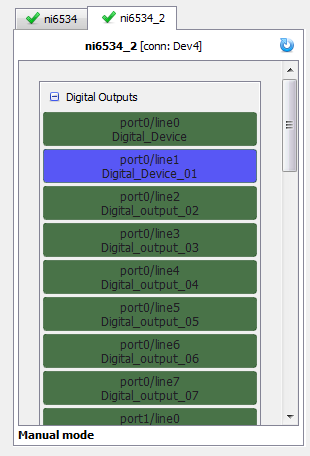 ni6534
ni6534_2
ni6534_2 [conn: Dev4]
Digital Outputs
port0/line0
Digital_Device
port0/line1
Digital_Device_01
port0/line2
Digital_output_02
port0/line3
Digital_output_03
port0/line4
Digital_output_04
port0/line5
Digital_output_05
port0/line6
Digital_output_06
port0/line7
Digital_output_07
port1/line0
Manual mode